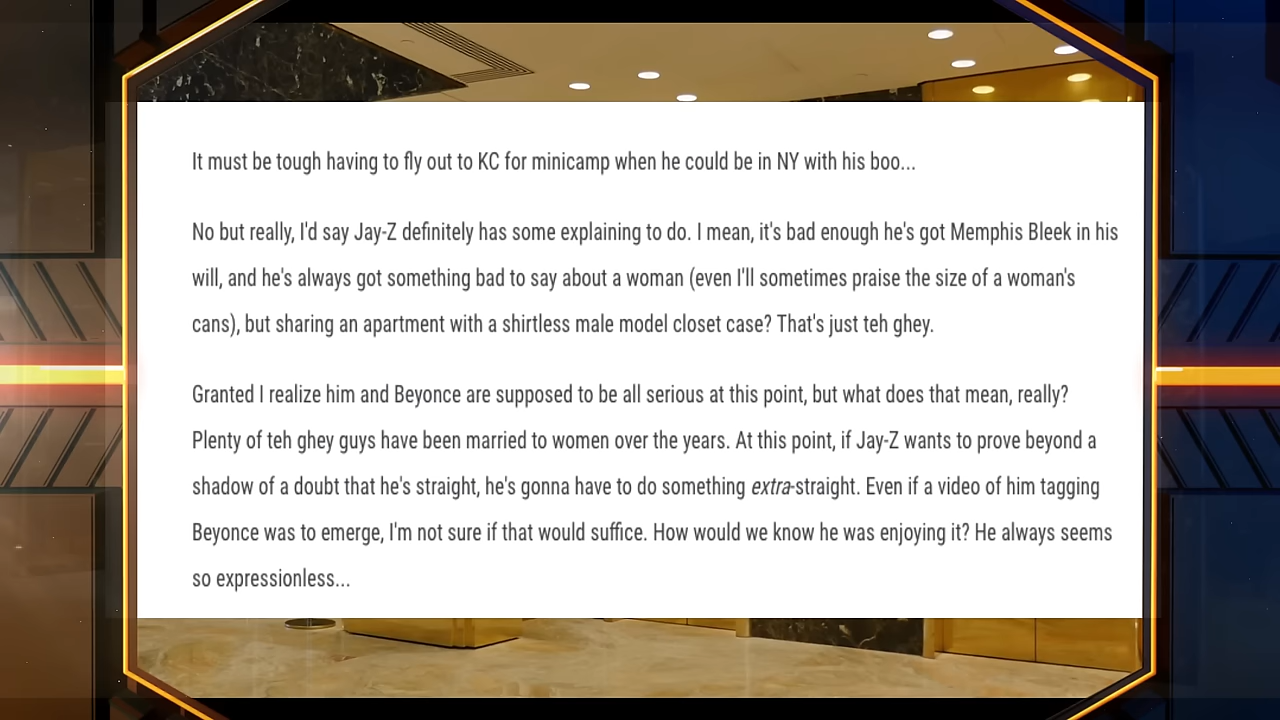 It must be tough having to fly out to KC for minicamp when he could be in NY with his boo...
No but really, I'd say Jay-Z definitely has some explaining to do. I mean, it's bad enough he's got Memphis Bleek in his
will, and he's always got something bad to say about a woman (even I'll sometimes praise the size of a woman's
cans), but sharing an apartment with a shirtless male model closet case? That's just teh ghey.
Granted I realize him and Beyonce are supposed to be all serious at this point, but what does that mean, really?
Plenty of teh ghey guys have been married to women over the years. At this point, if Jay-Z wants to prove beyond a
shadow of a doubt that he's straight, he's gonna have to do something extra-straight. Even if a video of him tagging
Beyonce was to emerge, I'm not sure if that would suffice. How would we know he was enjoying it? He always seems
so expressionless...